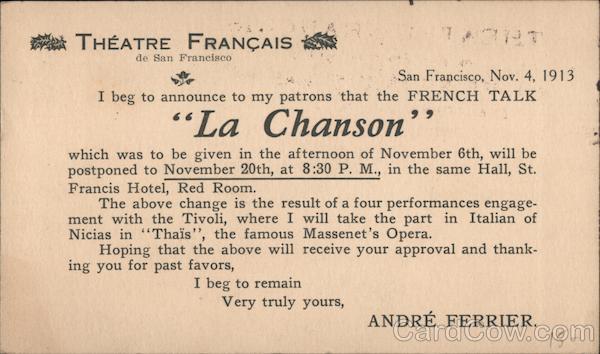 THÉATRE FRANÇAIS
de San Francisco
San Francisco, Nov. 4, 1913
I beg to announce to my patrons that the FRENCH TALK
"La Chanson"
which was to be given in the afternoon of November 6th, will be
postponed to November 20th, at 8:30 P. M., in the same Hall, St.
Francis Hotel, Red Room.
The above change is the result of a four performances engage-
ment with the Tivoli, where I will take the part in Italian of
Nicias in "Thaïs", the famous Massenet's Opera.
Hoping that the above will receive your approval and thank-
ing you for past favors,
I beg to remain
Very truly yours,
ANDRÉ FERRIER.
CardCow.com